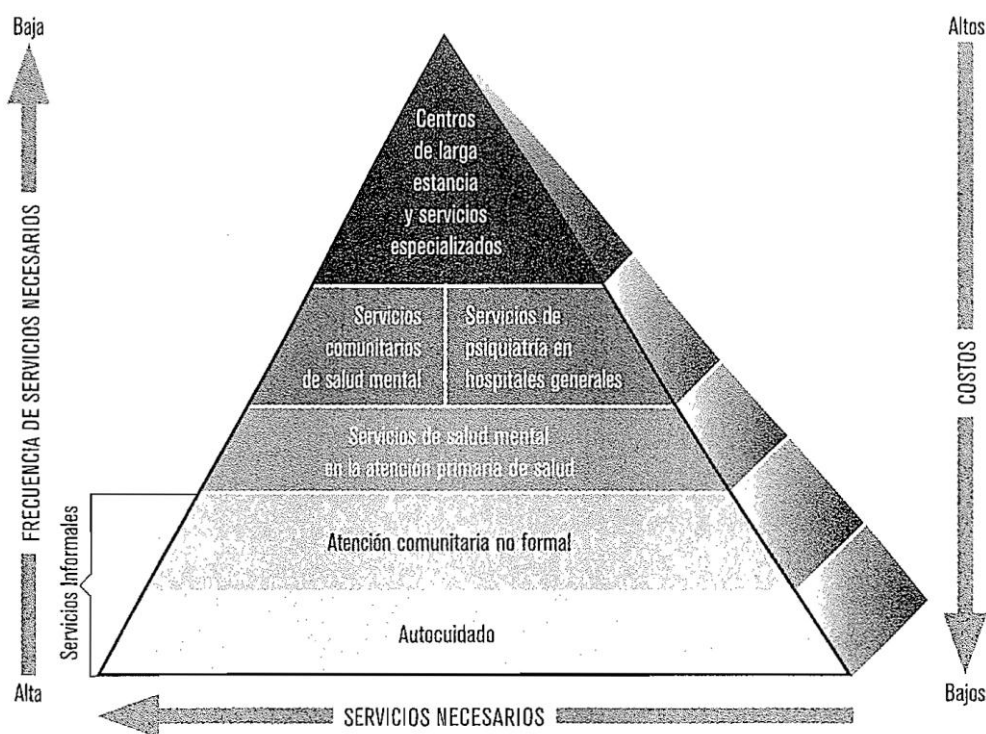 Baja
Altos
FRECUENCIA DE SERVICIOS NECESARIOS
COSTOS
Centros
de larga
estancia
y servicios
especializados
Servicios
comunitarios
de salud mental
Servicios de
psiquiatría en
hospitales generales
Servicios de salud mental
en la atención primaria de salud
Servicios Informales
Atención comunitaria no formal
Autocuidado
Alta
Bajos
SERVICIOS NECESARIOS